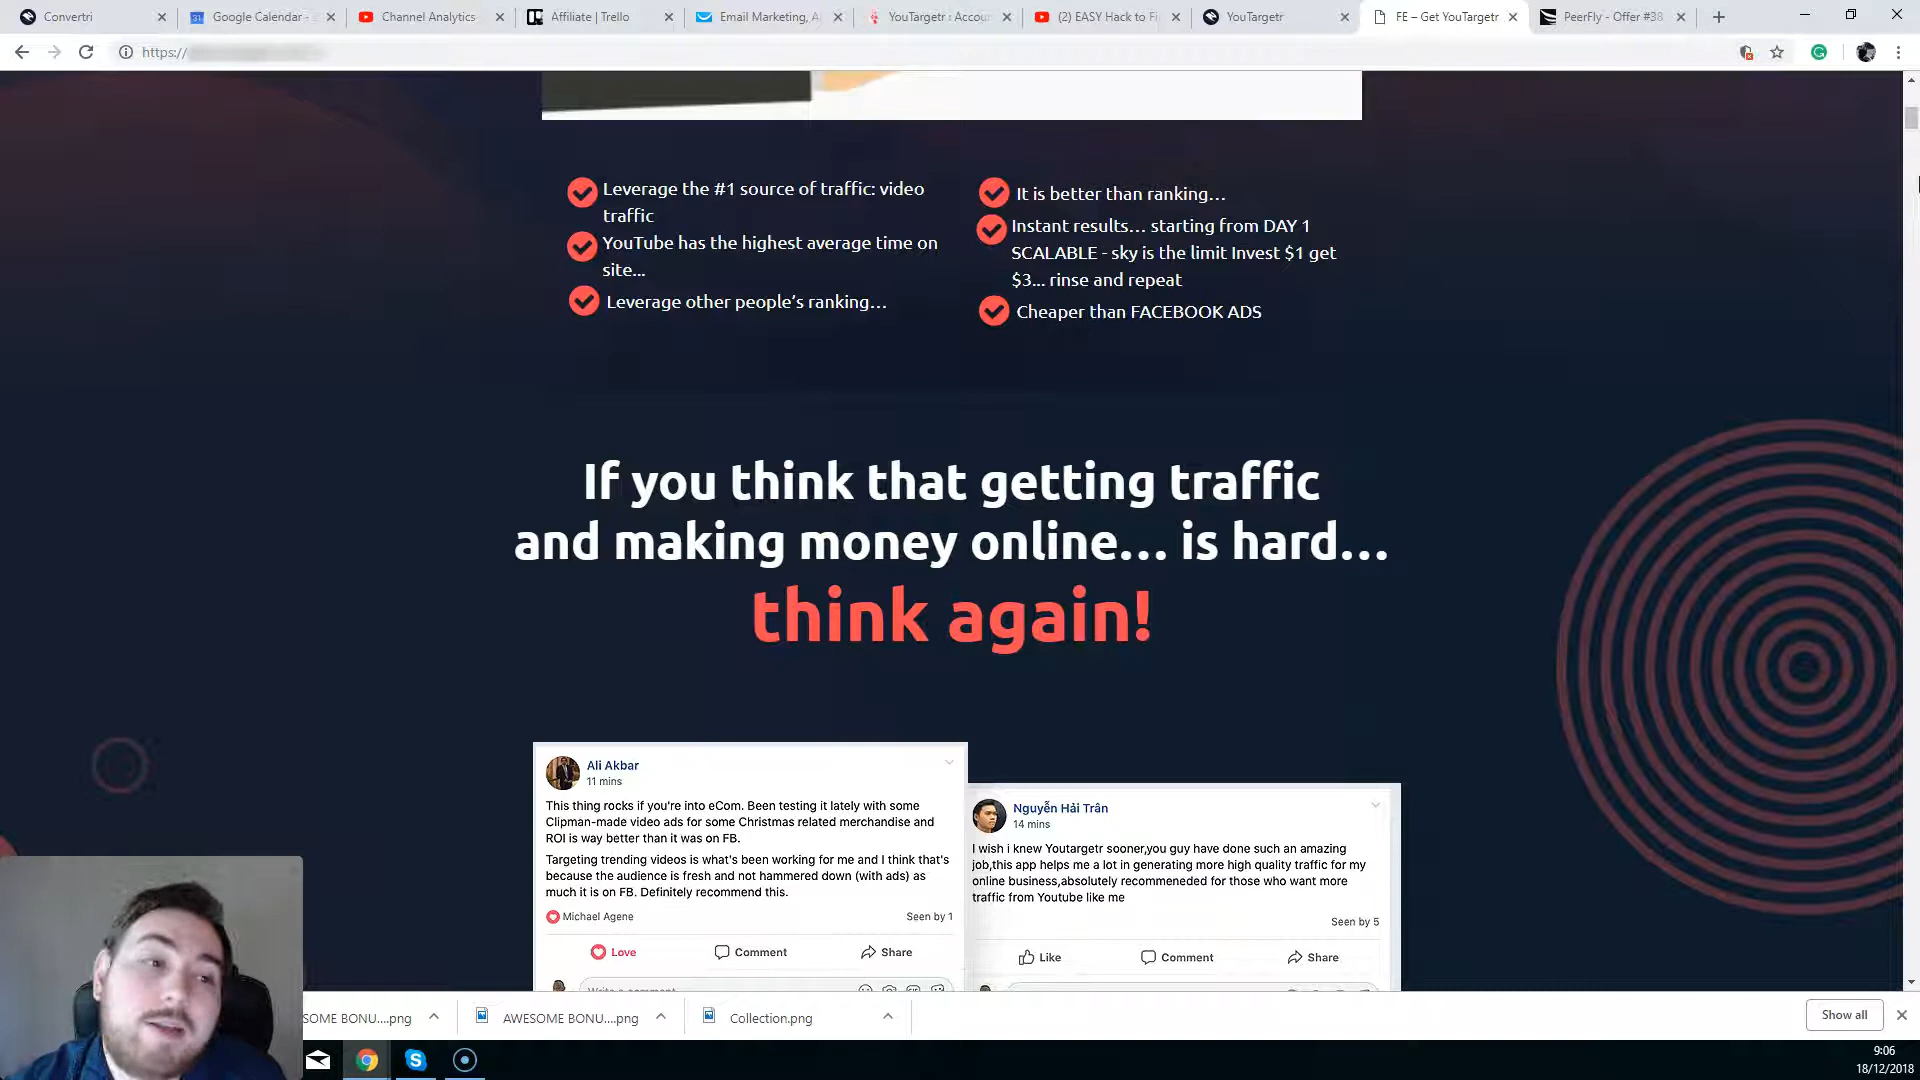 Convertri
Google Calendar -
Channel Analytics
Affiliate | Trello
Email Marketing, A
YouTargetr : Accou
(2) EASY Hack to Fi
YouTargetr
FE – Get YouTargetr
PeerFly - Offer #38
https://
Leverage the #1 source of traffic: video
traffic
YouTube has the highest average time on
site...
Leverage other people's ranking...
It is better than ranking...
Instant results... starting from DAY 1
SCALABLE - sky is the limit Invest $1 get
$3... rinse and repeat
Cheaper than FACEBOOK ADS
If you think that getting traffic
and making money online... is hard...
think again!
Ali Akbar
11 mins
This thing rocks if you're into eCom. Been testing it lately with some
Clipman-made video ads for some Christmas related merchandise and
ROI is way better than it was on FB.
Targeting trending videos is what's been working for me and I think that's
because the audience is fresh and not hammered down (with ads) as
much it is on FB. Definitely recommend this.
Michael Agene
Seen by 1
Love
Comment
Share
Write a comment
Nguyễn Hải Trân
14 mins
I wish i knew Youtargetr sooner,you guy have done such an amazing
job,this app helps me a lot in generating more high quality traffic for my
online business,absolutely recommeneded for those who want more
traffic from Youtube like me
Seen by 5
Like
Comment
Share
SOME BONU....png
AWESOME BONU....png
Collection.png
Show all
9:06
18/12/2018